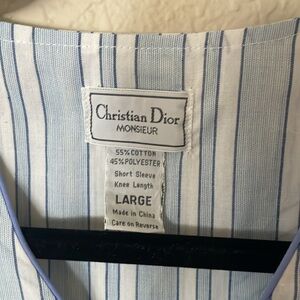 Christian Dior
MONSIEUR
55% COTTON
45% POLYESTER
Short Sleeve
Knee Length
LARGE
Made in China
Care on Reverse